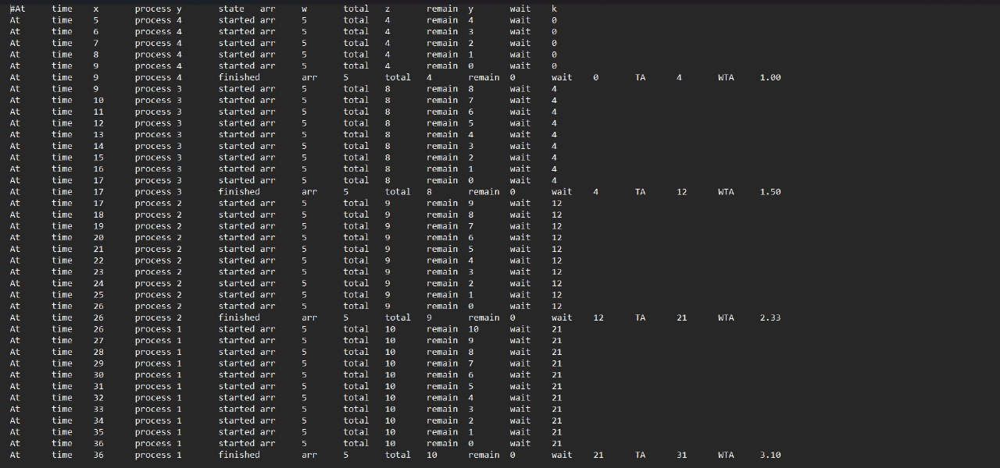 #At time x process y state arr w total z remain y wait k
At time 5 process 4 started arr 5 total 4 remain 4 wait 0
At time 6 process 4 started arr 5 total 4 remain 3 wait 0
At time 7 process 4 started arr 5 total 4 remain 2 wait 0
At time 8 process 4 started arr 5 total 4 remain 1 wait 0
At time 9 process 4 started arr 5 total 4 remain 0 wait 0
At time 9 process 4 finished arr 5 total 4 remain 0 wait 0 TA 4 WTA 1.00
At time 9 process 3 started arr 5 total 8 remain 8 wait 4
At time 10 process 3 started arr 5 total 8 remain 7 wait 4
At time 11 process 3 started arr 5 total 8 remain 6 wait 4
At time 12 process 3 started arr 5 total 8 remain 5 wait 4
At time 13 process 3 started arr 5 total 8 remain 4 wait 4
At time 14 process 3 started arr 5 total 8 remain 3 wait 4
At time 15 process 3 started arr 5 total 8 remain 2 wait 4
At time 16 process 3 started arr 5 total 8 remain 1 wait 4
At time 17 process 3 started arr 5 total 8 remain 0 wait 4
At time 17 process 3 finished arr 5 total 8 remain 0 wait 4 TA 12 WTA 1.50
At time 17 process 2 started arr 5 total 9 remain 9 wait 12
At time 18 process 2 started arr 5 total 9 remain 8 wait 12
At time 19 process 2 started arr 5 total 9 remain 7 wait 12
At time 20 process 2 started arr 5 total 9 remain 6 wait 12
At time 21 process 2 started arr 5 total 9 remain 5 wait 12
At time 22 process 2 started arr 5 total 9 remain 4 wait 12
At time 23 process 2 started arr 5 total 9 remain 3 wait 12
At time 24 process 2 started arr 5 total 9 remain 2 wait 12
At time 25 process 2 started arr 5 total 9 remain 1 wait 12
At time 26 process 2 started arr 5 total 9 remain 0 wait 12
At time 26 process 2 finished arr 5 total 9 remain 0 wait 12 TA 21 WTA 2.33
At time 26 process 1 started arr 5 total 10 remain 10 wait 21
At time 27 process 1 started arr 5 total 10 remain 9 wait 21
At time 28 process 1 started arr 5 total 10 remain 8 wait 21
At time 29 process 1 started arr 5 total 10 remain 7 wait 21
At time 30 process 1 started arr 5 total 10 remain 6 wait 21
At time 31 process 1 started arr 5 total 10 remain 5 wait 21
At time 32 process 1 started arr 5 total 10 remain 4 wait 21
At time 33 process 1 started arr 5 total 10 remain 3 wait 21
At time 34 process 1 started arr 5 total 10 remain 2 wait 21
At time 35 process 1 started arr 5 total 10 remain 1 wait 21
At time 36 process 1 started arr 5 total 10 remain 0 wait 21
At time 36 process 1 finished arr 5 total 10 remain 0 wait 21 TA 31 WTA 3.10